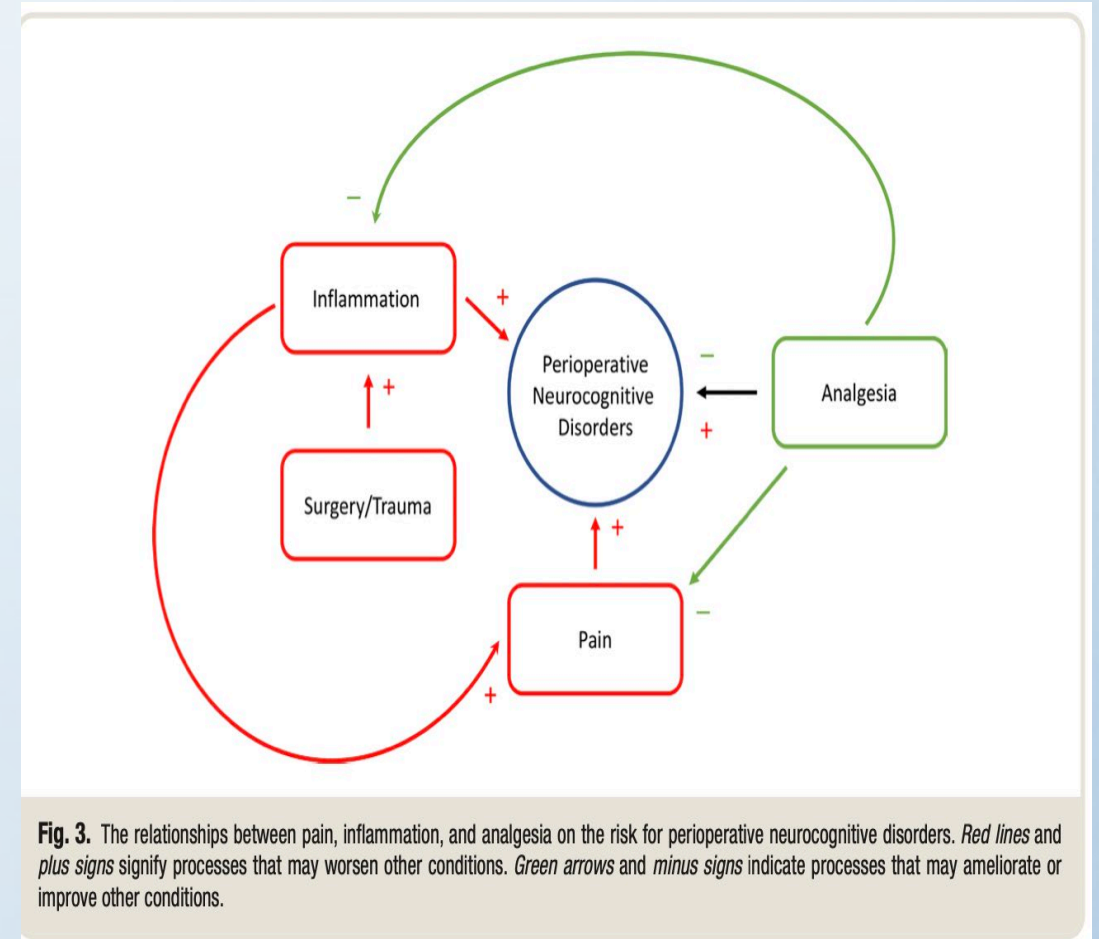 −
Inflammation
+
+
Surgery/Trauma
Perioperative
Neurocognitive
Disorders
−
+
Analgesia
+
−
Pain
+
Fig. 3. The relationships between pain, inflammation, and analgesia on the risk for perioperative neurocognitive disorders. Red lines and
plus signs signify processes that may worsen other conditions. Green arrows and minus signs indicate processes that may ameliorate or
improve other conditions.